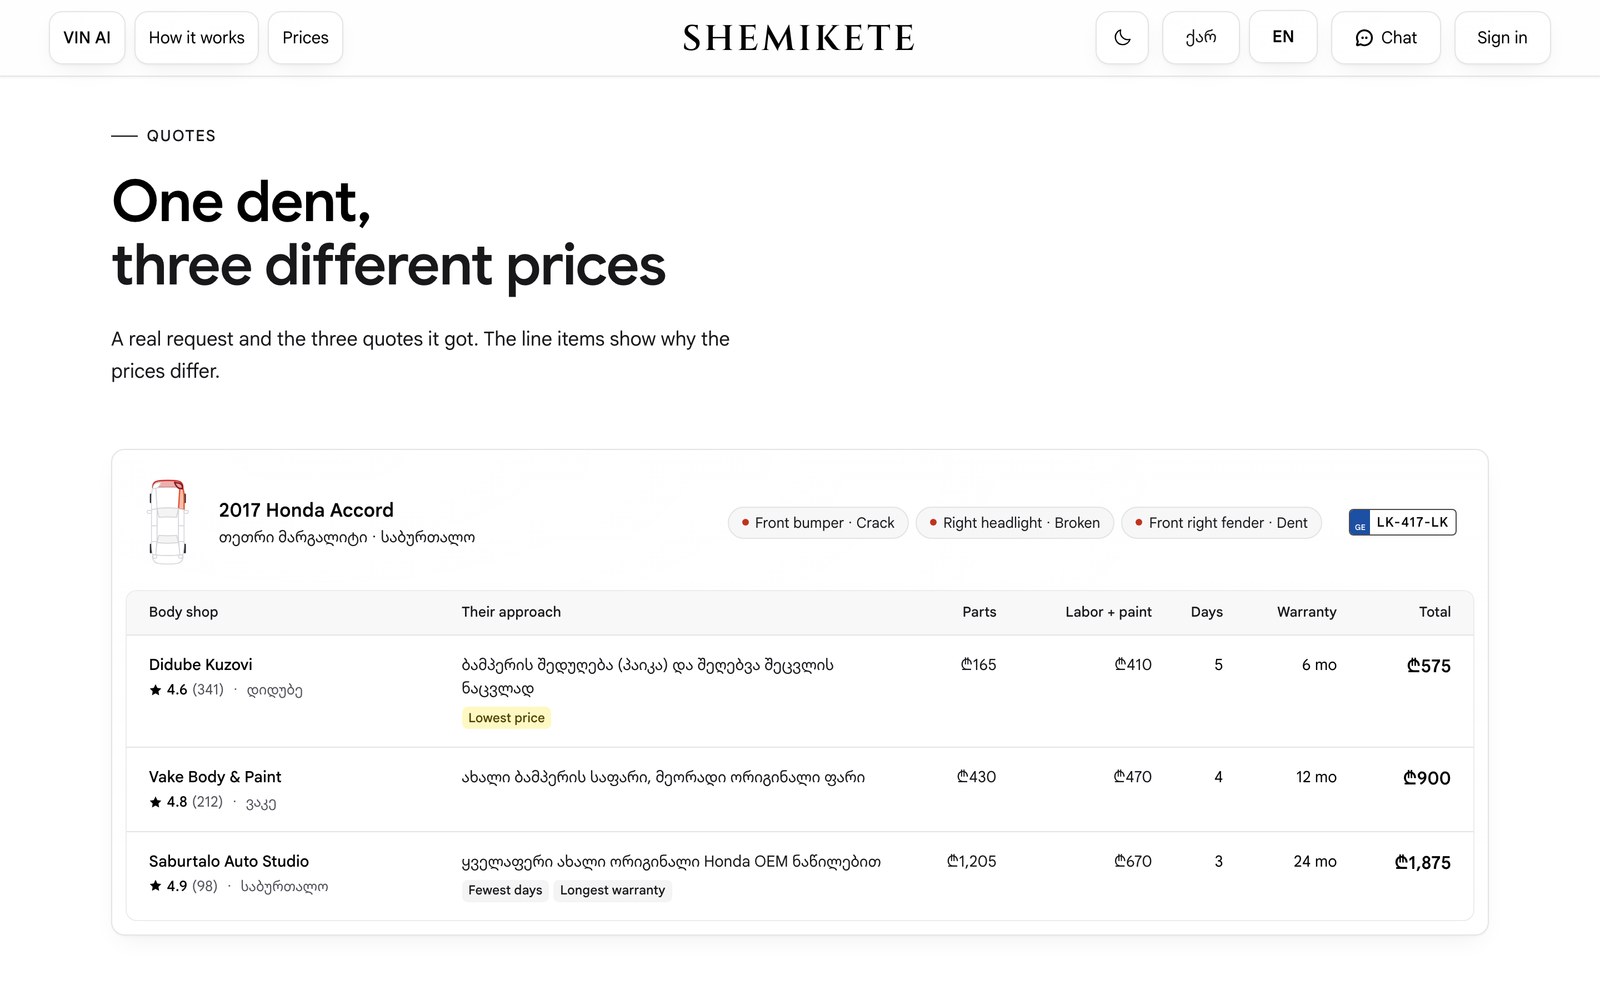 VIN AI
How it works
Prices
SHEMIKETE
ქარ
EN
Chat
Sign in
QUOTES
One dent,
three different prices
A real request and the three quotes it got. The line items show why the
prices differ.
2017 Honda Accord
თეთრი მარგალიტი · საბურთალო
Front bumper · Crack
Right headlight · Broken
Front right fender · Dent
GE LK-417-LK
Body shop Their approach Parts Labor + paint Days Warranty Total
Didube Kuzovi ბამპერის შედუღება (პაიკა) და შეღებვა შეცვლის ₾165 ₾410 5 6 mo ₾575
★ 4.6 (341) · დიდუბე ნაცვლად
Lowest price
Vake Body & Paint ახალი ბამპერის საფარი, მეორადი ორიგინალი ფარი ₾430 ₾470 4 12 mo ₾900
★ 4.8 (212) · ვაკე
Saburtalo Auto Studio ყველაფერი ახალი ორიგინალი Honda OEM ნაწილებით ₾1,205 ₾670 3 24 mo ₾1,875
★ 4.9 (98) · საბურთალო Fewest days Longest warranty